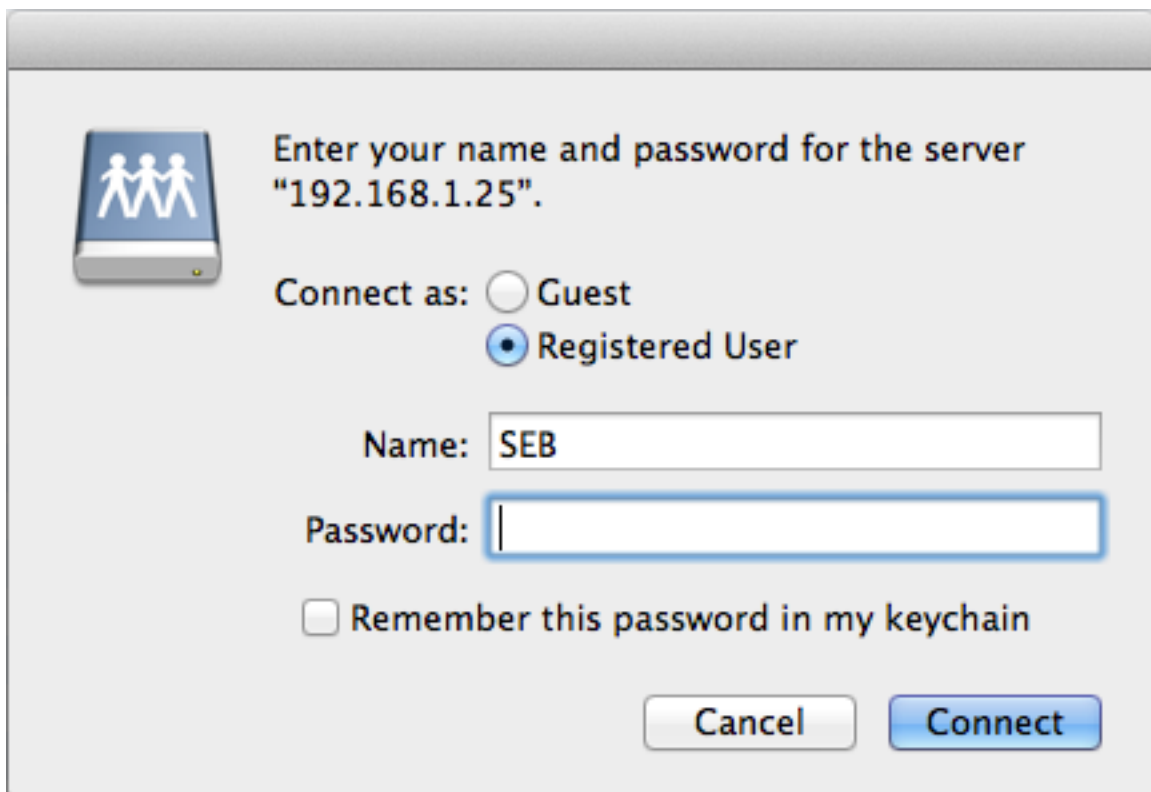 Enter your name and password for the server
“192.168.1.25”.
Connect as: Guest
Registered User
Name: SEB
Password:
Remember this password in my keychain
Cancel Connect